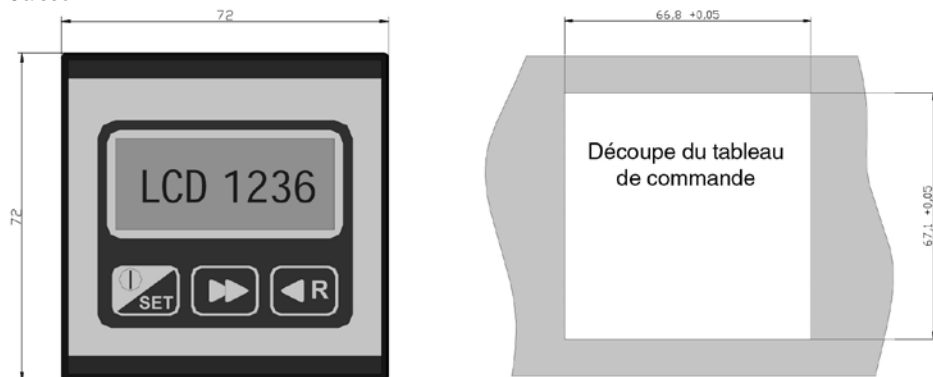 72
66,8 +0,05
72
LCD 1236
SET
R
Découpe du tableau
de commande
67,1 +0,05